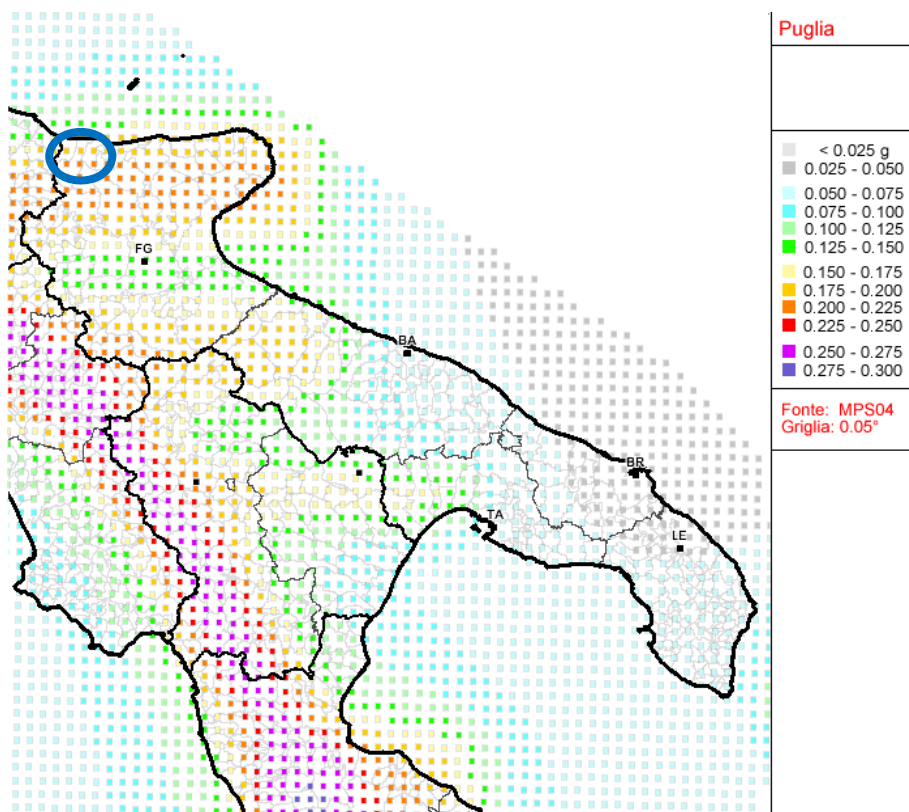 Puglia
< 0.025 g
0.025 - 0.050
0.050 - 0.075
0.075 - 0.100
0.100 - 0.125
0.125 - 0.150
0.150 - 0.175
0.175 - 0.200
0.200 - 0.225
0.225 - 0.250
0.250 - 0.275
0.275 - 0.300
Fonte: MPS04
Griglia: 0.05°
FG
BA
BR
TA
LE